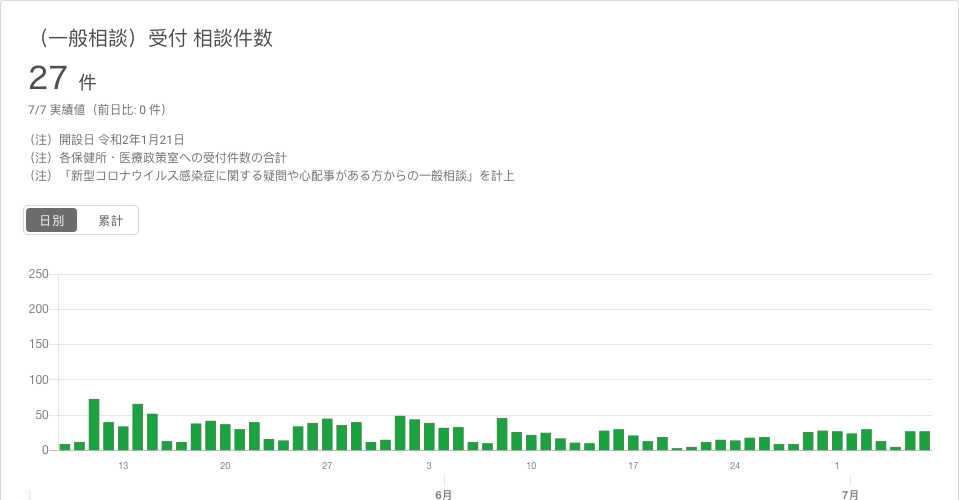 （一般相談）受付 相談件数
27 件
7/7 実績値（前日比: 0 件）
（注）開設日 令和2年1月21日
（注）各保健所・医療政策室への受付件数の合計
（注）「新型コロナウイルス感染症に関する疑問や心配事がある方からの一般相談」を計上
日別 累計
250
200
150
100
50
0
13 20 27 3 10 17 24 1
6月 7月